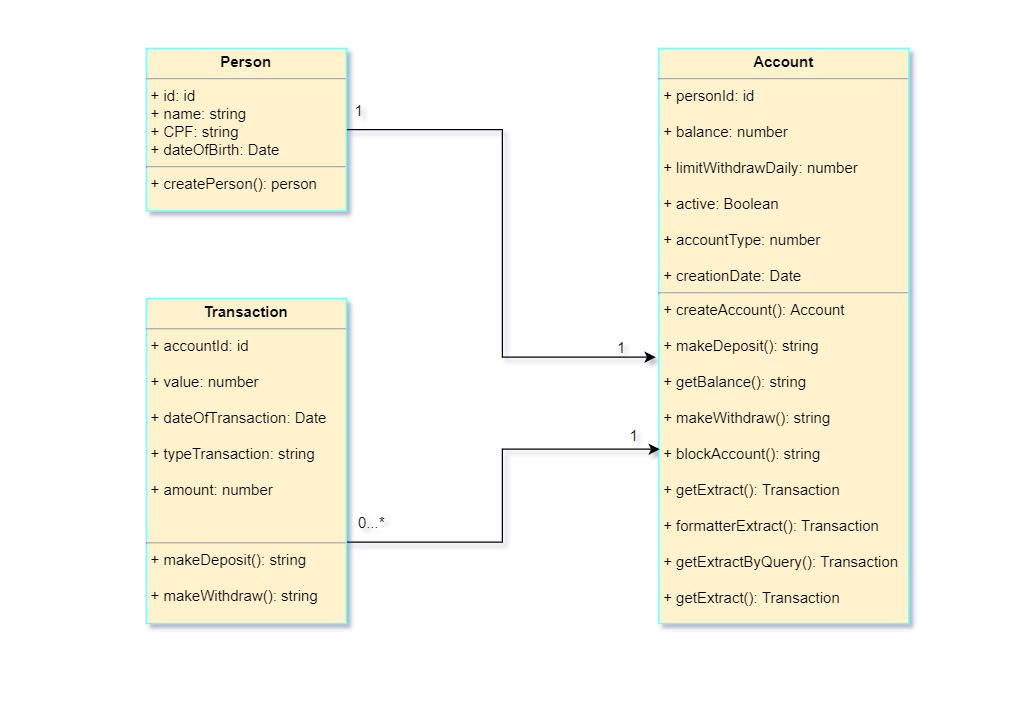 Person
+ id: id
+ name: string
+ CPF: string
+ dateOfBirth: Date
+ createPerson(): person
1
1
Transaction
+ accountId: id
+ value: number
+ dateOfTransaction: Date
+ typeTransaction: string
+ amount: number
+ makeDeposit(): string
+ makeWithdraw(): string
0...*
1
Account
+ personId: id
+ balance: number
+ limitWithdrawDaily: number
+ active: Boolean
+ accountType: number
+ creationDate: Date
+ createAccount(): Account
+ makeDeposit(): string
+ getBalance(): string
+ makeWithdraw(): string
+ blockAccount(): string
+ getExtract(): Transaction
+ formatterExtract(): Transaction
+ getExtractByQuery(): Transaction
+ getExtract(): Transaction